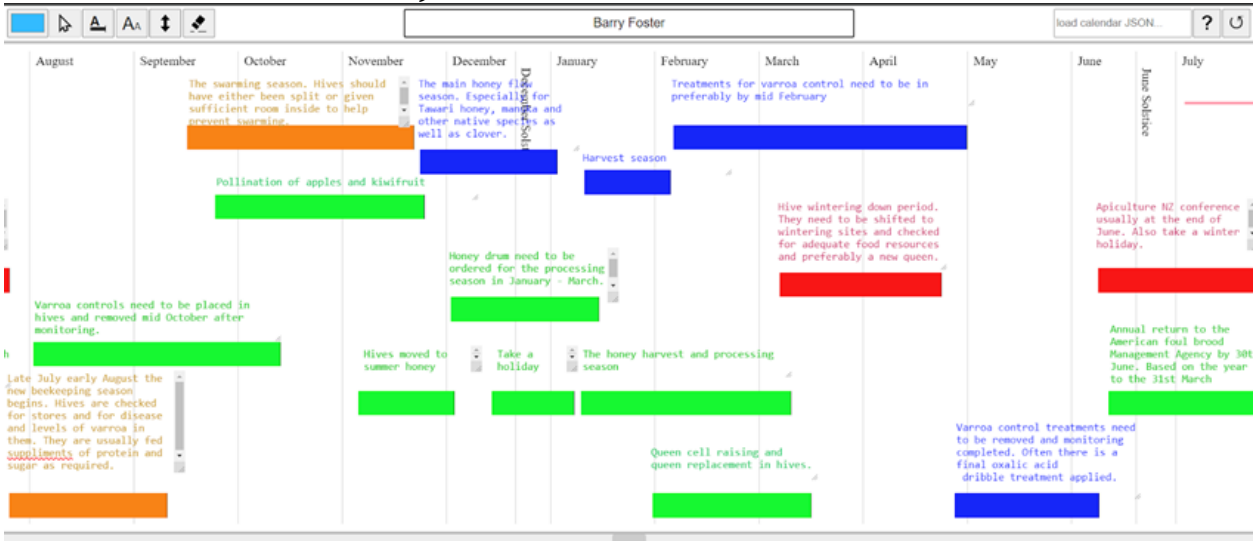 A
AA
Barry Foster
load calendar JSON...
?
August
September
October
November
December
January
February
March
April
May
June
July
December Solst
June Solstice
The swarming season. Hives should
have either been split or given
sufficient room inside to help
prevent swarming.
The main honey flow
season. Especially for
Tawari honey, manuka and
other native species as
well as clover.
Treatments for varroa control need to be in
preferably by mid February
Harvest season
Pollination of apples and kiwifruit
Hive wintering down period.
They need to be shifted to
wintering sites and checked
for adequate food resources
and preferably a new queen.
Apiculture NZ conference
usually at the end of
June. Also take a winter
holiday.
Honey drum need to be
ordered for the processing
season in January - March.
Varroa controls need to be placed in
hives and removed mid October after
monitoring.
Annual return to the
American foul brood
Management Agency by 30t
June. Based on the year
to the 31st March
h
Hives moved to
summer honey
Take a
holiday
The honey harvest and processing
season
Late July early August the
new beekeeping season
begins. Hives are checked
for stores and for disease
and levels of varroa in
them. They are usually fed
suppliments of protein and
sugar as required.
Queen cell raising and
queen replacement in hives.
Varroa control treatments need
to be removed and monitoring
completed. Often there is a
final oxalic acid
dribble treatment applied.